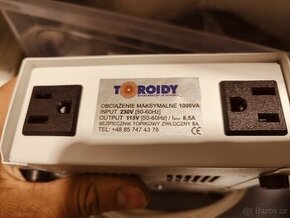 TOROIDY
OBCIĄŻENIE MAKSYMALNE 1000VA
INPUT 230V [50-60Hz]
OUTPUT 115V [50-60Hz] / Imax 8,5A
BEZPIECZNIK TOPIKOWY ZWŁOCZNY 8A
TEL. +48 85 747 43 78
Bazoš.cz